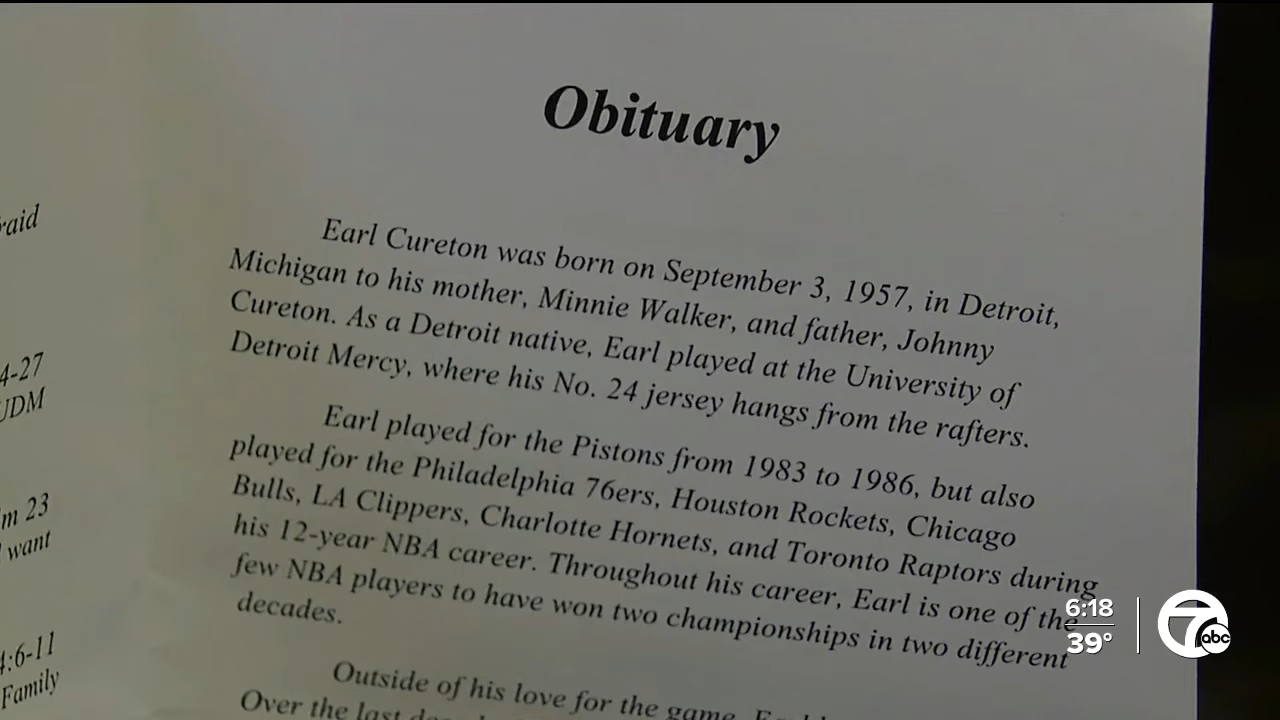 raid
4-27
UDM
m 23
want
4:6-11
Family
Obituary
Earl Cureton was born on September 3, 1957, in Detroit,
Michigan to his mother, Minnie Walker, and father, Johnny
Cureton. As a Detroit native, Earl played at the University of
Detroit Mercy, where his No. 24 jersey hangs from the rafters.
Earl played for the Pistons from 1983 to 1986, but also
played for the Philadelphia 76ers, Houston Rockets, Chicago
Bulls, LA Clippers, Charlotte Hornets, and Toronto Raptors during
his 12-year NBA career. Throughout his career, Earl is one of the
few NBA players to have won two championships in two different
decades.
Outside of his love for the game,
Over the last
6:18
39°
7 abc